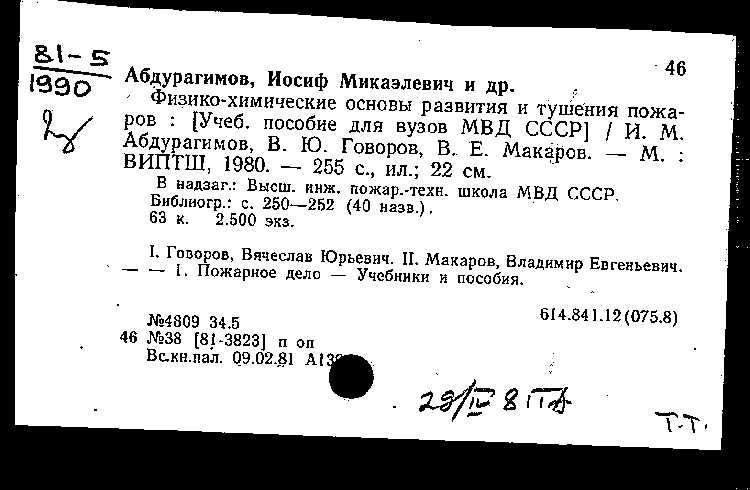 46
81-5
1990
Абдурагимов, Иосиф Микаэлевич и др.
Физико-химические основы развития и тушения пожа-
ров : [Учеб. пособие для вузов МВД СССР] / И. М.
Абдурагимов, В. Ю. Говоров, В. Е. Макаров. — М. :
ВИПТШ, 1980. — 255 с., ил.; 22 см.
В надзаг.: Высш. инж. пожар.-техн. школа МВД СССР.
Библиогр.: с. 250—252 (40 назв.).
63 к. 2.500 экз.
I. Говоров, Вячеслав Юрьевич. II. Макаров, Владимир Евгеньевич.
— — 1. Пожарное дело — Учебники и пособия.
614.841.12(075.8)
№4809 34.5
46 №38 [81-3823] п оп
Вс.кн.пал. 09.02.81
Т.Т.